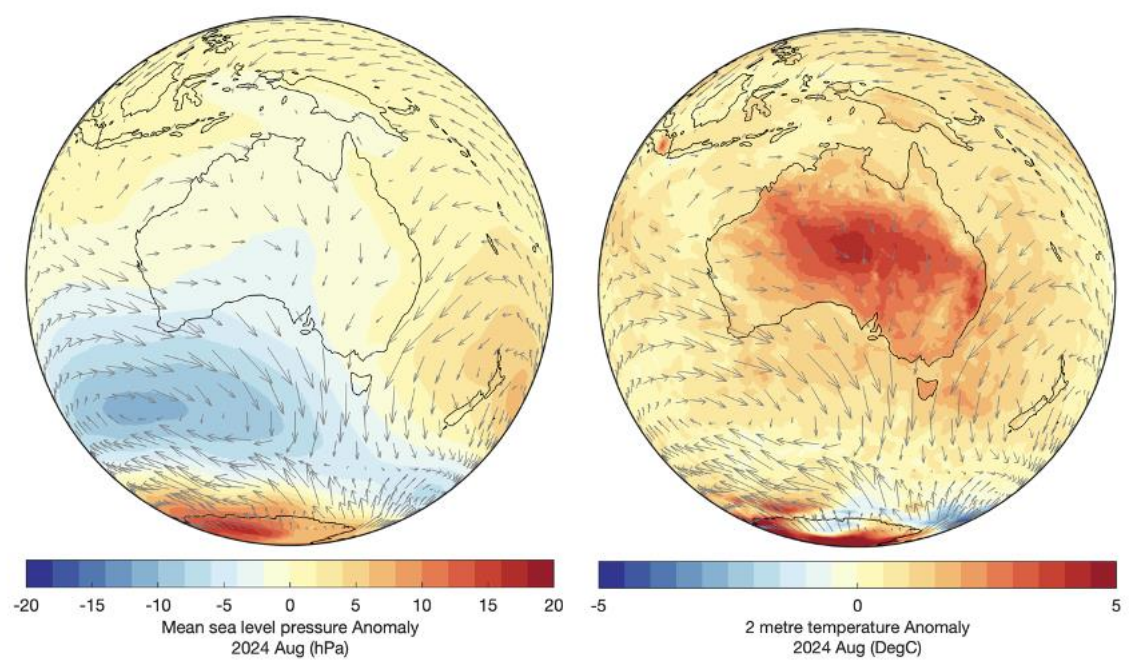 -20 -15 -10 -5 0 5 10 15 20
Mean sea level pressure Anomaly
2024 Aug (hPa)
-5 0 5
2 metre temperature Anomaly
2024 Aug (DegC)